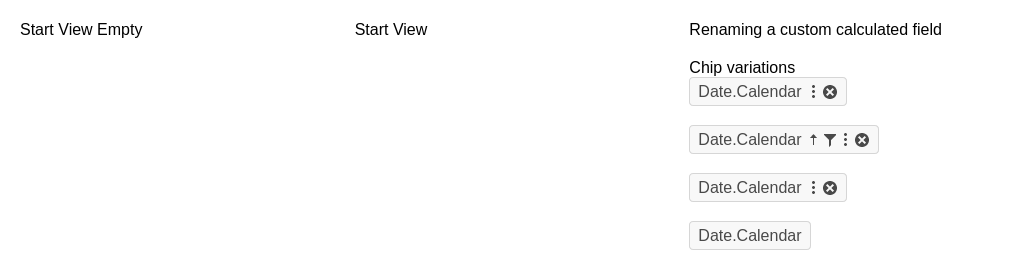 Start View Empty
Start View
Renaming a custom calculated field
Chip variations
Date.Calendar
Date.Calendar
Date.Calendar
Date.Calendar